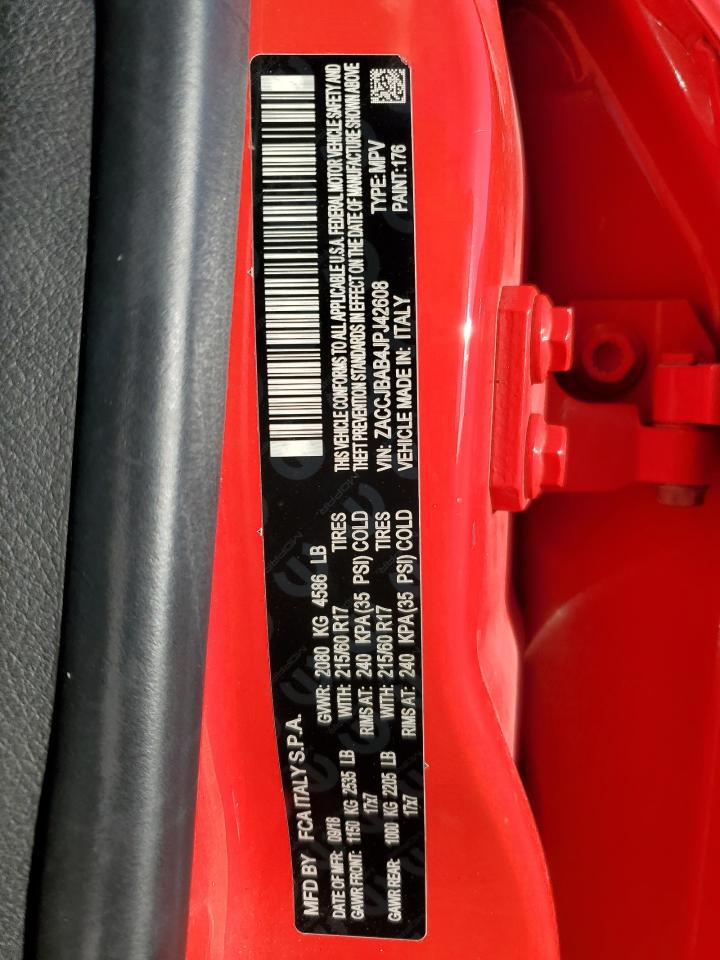 MFD BY FCA ITALY S.P.A.
DATE OF MFR: 09/18 GVWR: 2080 KG 4586 LB
GAWR FRONT: 1150 KG 2535 LB WITH: 215/60 R17 TIRES
17x7 RIMS AT: 240 KPA(35 PSI) COLD
GAWR REAR: 1000 KG 2205 LB WITH: 215/60 R17 TIRES
17x7 RIMS AT: 240 KPA(35 PSI) COLD
THIS VEHICLE CONFORMS TO ALL APPLICABLE U.S.A. FEDERAL MOTOR VEHICLE SAFETY AND
THEFT PREVENTION STANDARDS IN EFFECT ON THE DATE OF MANUFACTURE SHOWN ABOVE
VIN: ZACCJBAB4JPJ42608 TYPE: MPV
VEHICLE MADE IN: ITALY PAINT:176
MOPAR